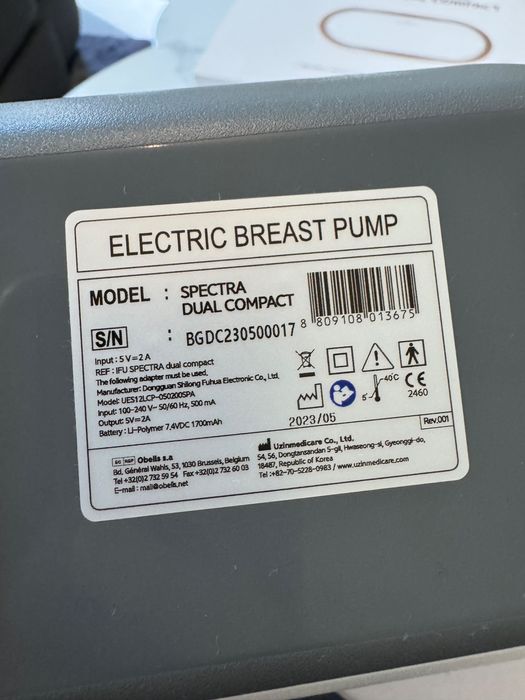 ELECTRIC BREAST PUMP
MODEL : SPECTRA
DUAL COMPACT
8 809108 013675
S/N : BGDC230500017
Input : 5V⎓2A
REF : IFU SPECTRA dual compact
The following adapter must be used.
Manufacturer: Dongguan Shilong Fuhua Electronic Co., Ltd.
Model: UES12LCP-050200SPA
Input: 100-240 V~ 50/60 Hz, 500 mA
Output: 5V⎓2A
Battery : Li-Polymer 7.4VDC 1700mAh
5° 40°C
CE
2460
2023/05
Rev.001
EC REP Obelis s.a
Bd. Général Wahis, 53, 1030 Brussels, Belgium
Tel +32(0)2 732 59 54 Fax +32(0)2 732 60 03
E-mail : mail@obelis.net
Uzinmedicare Co., Ltd.
54, 56, Dongtansandan 5-gil, Hwaseong-si, Gyeonggi-do,
18487, Republic of Korea
Tel :+82-70-5228-0983 / www.uzinmedicare.com